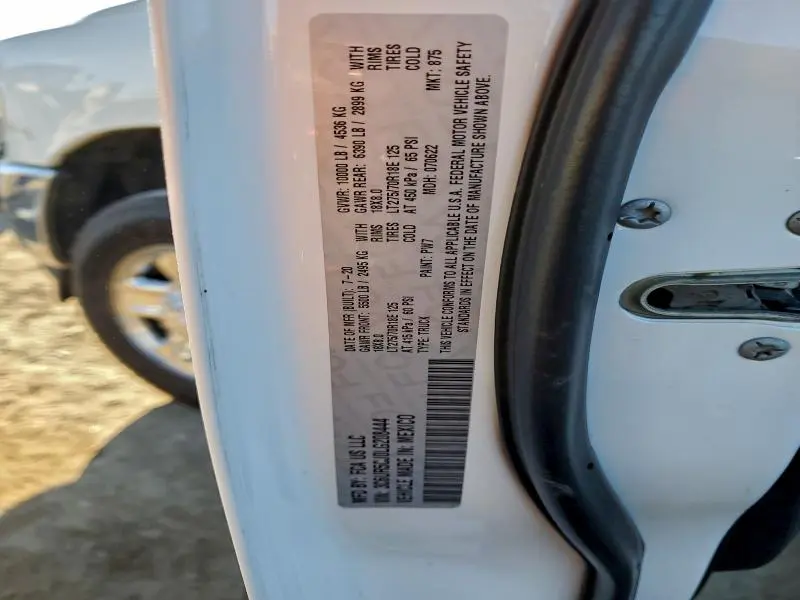 MFD BY: FCA US LLC DATE OF MFR (BUILT): 7-20 GVWR: 10000 LB / 4536 KG
GAWR FRONT: 5500 LB / 2495 KG WITH GAWR REAR: 6390 LB / 2899 KG WITH
18X8.0 RIMS 18X8.0 RIMS
VIN:
LT275/70R18E 125 TIRES LT275/70R18E 125 TIRES
VEHICLE MADE IN: MEXICO AT 415 kPa / 60 PSI COLD AT 450 kPa / 65 PSI COLD
TYPE: TRUCK PAINT: PW7 MDH: 070622 MKT: 875
THIS VEHICLE CONFORMS TO ALL APPLICABLE U.S.A. FEDERAL MOTOR VEHICLE SAFETY
STANDARDS IN EFFECT ON THE DATE OF MANUFACTURE SHOWN ABOVE.